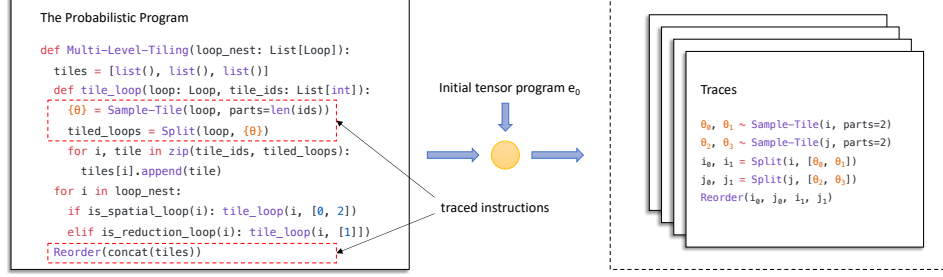 The Probabilistic Program
def Multi-Level-Tiling(loop_nest: List[Loop]):
tiles = [list(), list(), list()]
def tile_loop(loop: Loop, tile_ids: List[int]):
{θ} = Sample-Tile(loop, parts=len(ids))
tiled_loops = Split(loop, {θ})
for i, tile in zip(tile_ids, tiled_loops):
tiles[i].append(tile)
for i in loop_nest:
if is_spatial_loop(i): tile_loop(i, [0, 2])
elif is_reduction_loop(i): tile_loop(i, [1]])
Reorder(concat(tiles))
Initial tensor program e₀
traced instructions
Traces
θ₀, θ₁ ~ Sample-Tile(i, parts=2)
θ₂, θ₃ ~ Sample-Tile(j, parts=2)
i₀, i₁ = Split(i, [θ₀, θ₁])
j₀, j₁ = Split(j, [θ₂, θ₃])
Reorder(i₀, j₀, i₁, j₁)